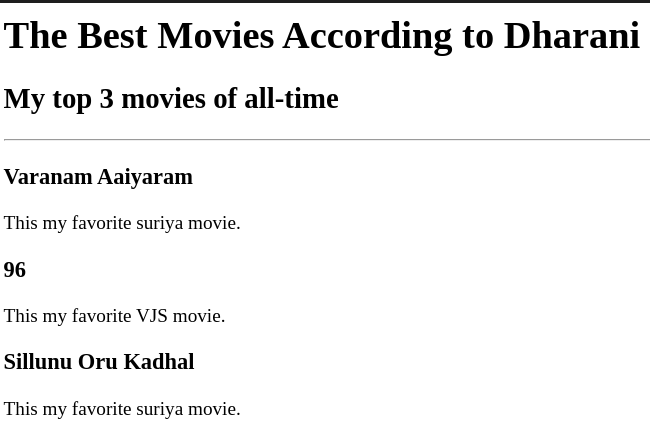 The Best Movies According to Dharani
My top 3 movies of all-time
Varanam Aaiyaram
This my favorite suriya movie.
96
This my favorite VJS movie.
Sillunu Oru Kadhal
This my favorite suriya movie.